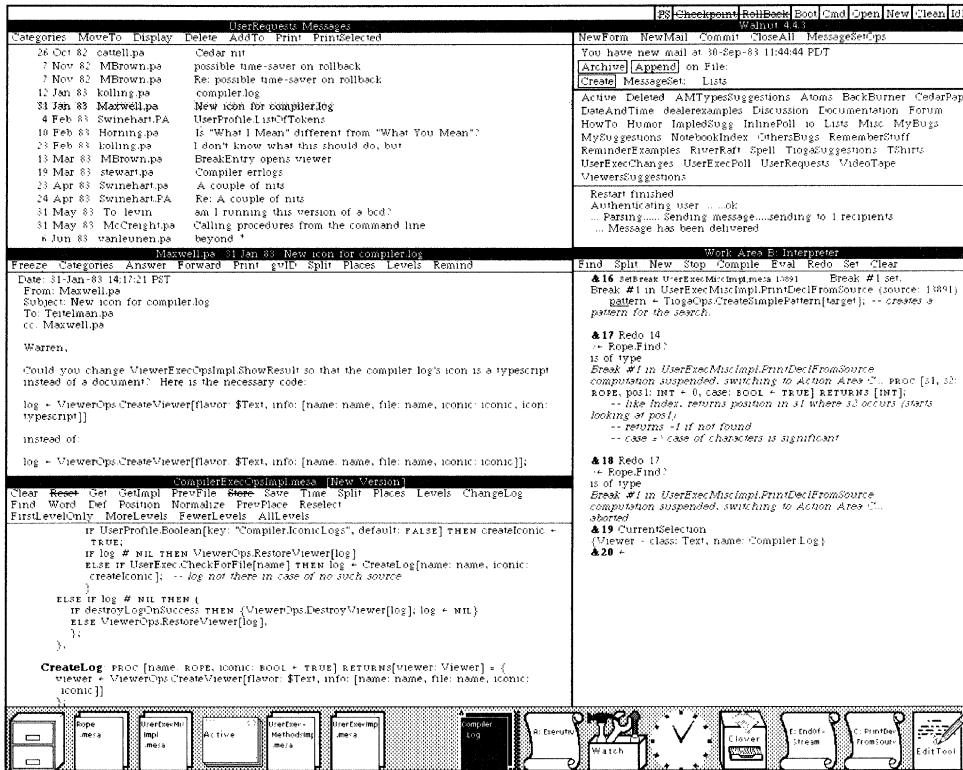 PS Checkpoint RollBack Boot Cmd Open New Clean Idl
UserRequests Messages
Categories MoveTo Display Delete AddTo Print PrintSelected
26 Oct 82 cattell.pa Cedar nit
7 Nov 82 MBrown.pa possible time-saver on rollback
7 Nov 82 MBrown.pa Re: possible time-saver on rollback
12 Jan 83 kolling.pa compiler.log
31 Jan 83 Maxwell.pa New icon for compiler.log
4 Feb 83 Swinehart.PA UserProfile.ListOfTokens
10 Feb 83 Horning.pa Is "What I Mean" different from "What You Mean"?
23 Feb 83 kolling.pa I don't know what this should do, but
13 Mar 83 MBrown.pa BreakEntry opens viewer
19 Mar 83 stewart.pa Compiler errlogs
23 Apr 83 Swinehart.pa A couple of nits
24 Apr 83 Swinehart.PA Re: A couple of nits
31 May 83 To levin am I running this version of a bcd?
31 May 83 McCreight.pa Calling procedures from the command line
6 Jun 83 vanleunen.pa beyond *
Walnut 4.4.3
NewForm NewMail Commit CloseAll MessageSetOps
You have new mail at 30-Sep-83 11:44:44 PDT
Archive Append on File:
Create MessageSet: Lists
Active Deleted AMTypesSuggestions Atoms BackBurner CedarPap
DateAndTime dealerexamples Discussion Documentation Forum
HowTo Humor ImpledSugg InlinePoll io Lists Misc MyBugs
MySuggestions NotebookIndex OthersBugs RememberStuff
ReminderExamples RiverRaft Spell TiogaSuggestions TShirts
UserExecChanges UserExecPoll UserRequests VideoTape
ViewersSuggestions
Restart finished
Authenticating user ... ...ok
... Parsing...... Sending message.....sending to 1 recipients
... Message has been delivered
Maxwell.pa 31 Jan 83 New icon for compiler.log
Freeze Categories Answer Forward Print gvID Split Places Levels Remind
Date: 31-Jan-83 14:17:21 PST
From: Maxwell.pa
Subject: New icon for compiler.log
To: Teitelman.pa
cc: Maxwell.pa
Warren,
Could you change ViewerExecOpsImpl.ShowResult so that the compiler log's icon is a typescript
instead of a document? Here is the necessary code:
log ← ViewerOps.CreateViewer[flavor: $Text, info: [name: name, file: name, iconic: iconic, icon:
typescript]]
instead of:
log ← ViewerOps.CreateViewer[flavor: $Text, info: [name: name, file: name, iconic: iconic]];
Work Area B: Interpreter
Find Split New Stop Compile Eval Redo Set Clear
&16 SetBreak UserExecMiscImpl.mesa 13891 Break #1 set.
Break #1 in UserExecMiscImpl.PrintDeclFromSource (source: 13891)
pattern ← TiogaOps.CreateSimplePattern[target]; -- creates a
pattern for the search.
&17 Redo 14
← Rope.Find?
is of type
Break #1 in UserExecMiscImpl.PrintDeclFromSource
computation suspended, switching to Action Area C... PROC [s1, s2:
ROPE, pos1: INT ← 0, case: BOOL ← TRUE] RETURNS [INT];
-- like Index, returns position in s1 where s2 occurs (starts
looking at pos1)
-- returns -1 if not found
-- case => case of characters is significant
&18 Redo 17
← Rope.Find?
is of type
Break #1 in UserExecMiscImpl.PrintDeclFromSource
computation suspended, switching to Action Area C...
aborted
&19 CurrentSelection
{Viewer - class: Text, name: Compiler.Log}
&20 ←
CompilerExecOpsImpl.mesa [New Version]
Clear Reset Get GetImpl PrevFile Store Save Time Split Places Levels ChangeLog
Find Word Def Position Normalize PrevPlace Reselect
FirstLevelOnly MoreLevels FewerLevels AllLevels
IF UserProfile.Boolean[key: "Compiler.IconicLogs", default: FALSE] THEN createIconic ←
TRUE;
IF log # NIL THEN ViewerOps.RestoreViewer[log]
ELSE IF UserExec.CheckForFile[name] THEN log ← CreateLog[name: name, iconic:
createIconic]; -- log not there in case of no such source
}
ELSE IF log # NIL THEN {
IF destroyLogOnSuccess THEN {ViewerOps.DestroyViewer[log]; log ← NIL}
ELSE ViewerOps.RestoreViewer[log];
};
};
CreateLog: PROC [name: ROPE, iconic: BOOL ← TRUE] RETURNS[viewer: Viewer] = {
viewer ← ViewerOps.CreateViewer[flavor: $Text, info: [name: name, file: name, iconic:
iconic]]
};
Rope
.mesa
UserExecMis
Impl
.mesa
Active
UserExec-
MethodsImp
.mesa
UserExecImp
.mesa
Compiler
Log
A: Executiv
Watch
Clover
E: EndOf-
Stream
C: PrintDec
FromSourc
EditTool